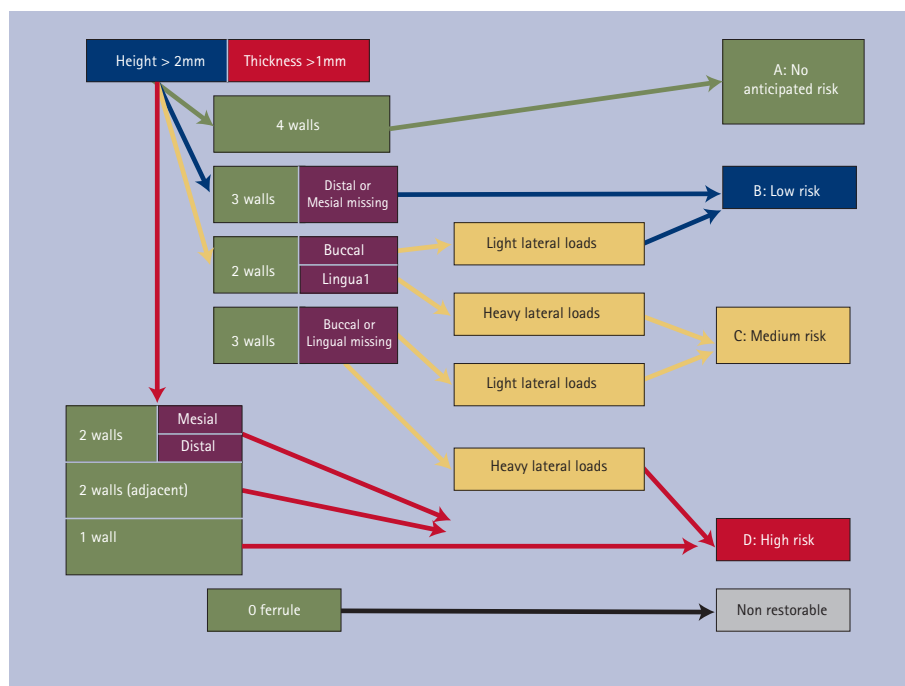 Height > 2mm
Thickness >1mm
A: No
anticipated risk
4 walls
3 walls
Distal or
Mesial missing
B: Low risk
2 walls
Buccal
Lingua1
Light lateral loads
Heavy lateral loads
3 walls
Buccal or
Lingual missing
C: Medium risk
Light lateral loads
2 walls
Mesial
Distal
Heavy lateral loads
2 walls (adjacent)
1 wall
D: High risk
0 ferrule
Non restorable